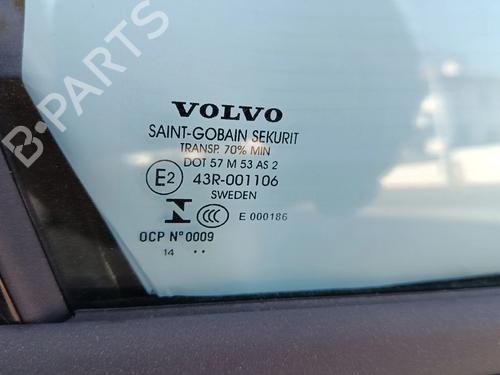 VOLVO
SAINT-GOBAIN SEKURIT
TRANSP. 70% MIN
DOT 57 M 53 AS 2
E2 43R-001106
SWEDEN
N CCC E 000186
OCP N°0009
14 ..
B-PARTS